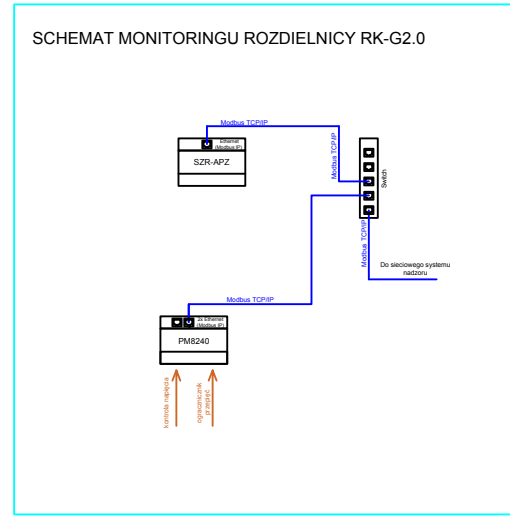 SCHEMAT MONITORINGU ROZDIELNICY RK-G2.0
Modbus TCP/IP
Ethernet
(Modbus IP)
SZR-APZ
Modbus TCP/IP
Switch
Modbus TCP/IP
Do sieciowego systemu
nadzoru
Modbus TCP/IP
2x Ethernet
(Modbus IP)
PM8240
kontrola napięcia
ogranicznik
przepięć